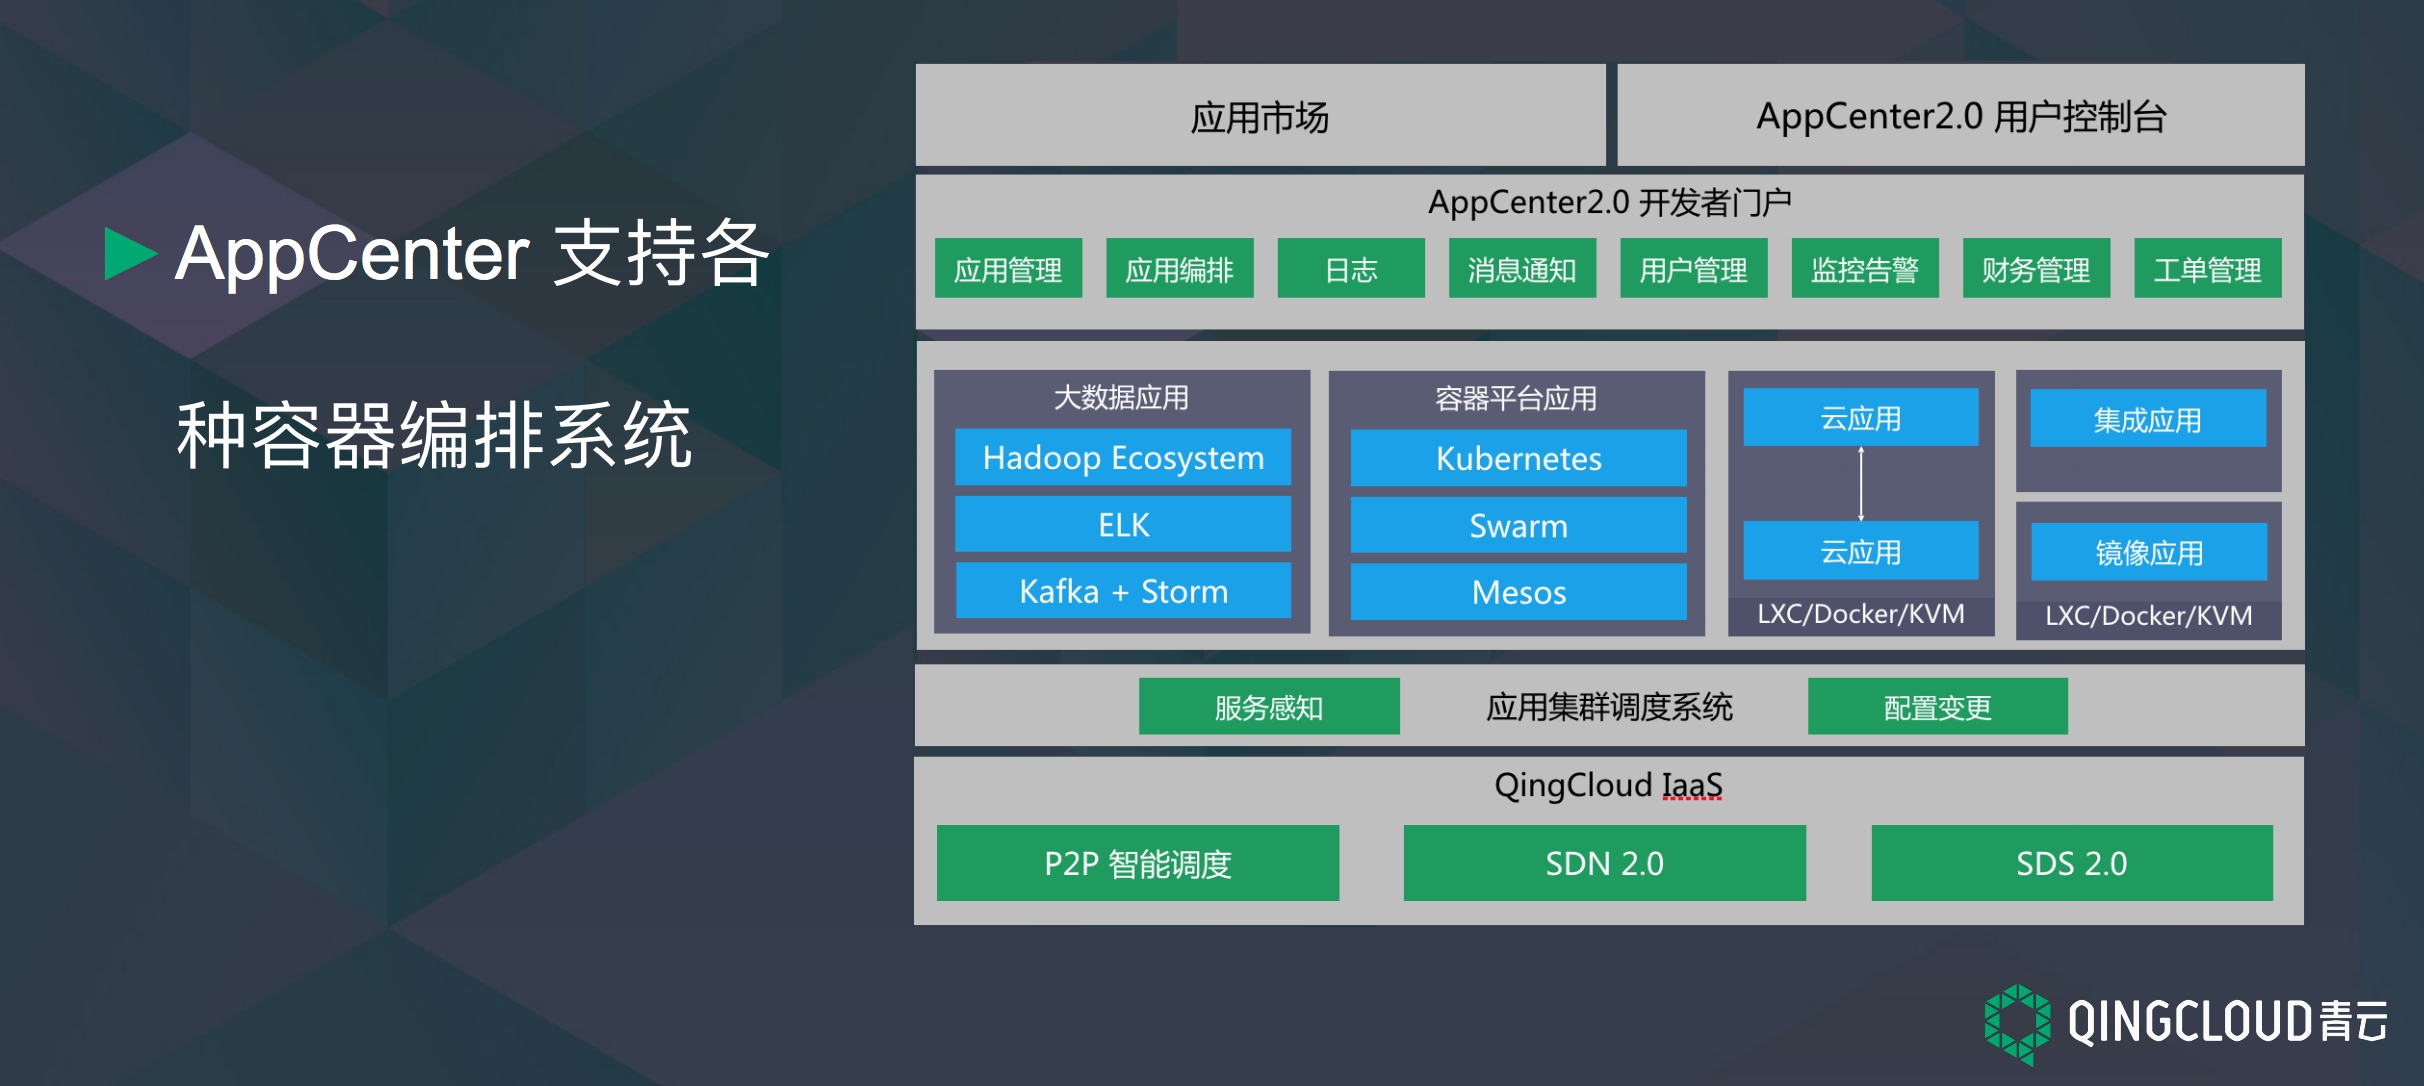 AppCenter 支持各
种容器编排系统
应用市场
AppCenter2.0 用户控制台
AppCenter2.0 开发者门户
应用管理
应用编排
日志
消息通知
用户管理
监控告警
财务管理
工单管理
大数据应用
Hadoop Ecosystem
ELK
Kafka + Storm
容器平台应用
Kubernetes
Swarm
Mesos
云应用
云应用
LXC/Docker/KVM
集成应用
镜像应用
LXC/Docker/KVM
服务感知
应用集群调度系统
配置变更
QingCloud IaaS
P2P 智能调度
SDN 2.0
SDS 2.0
QINGCLOUD青云